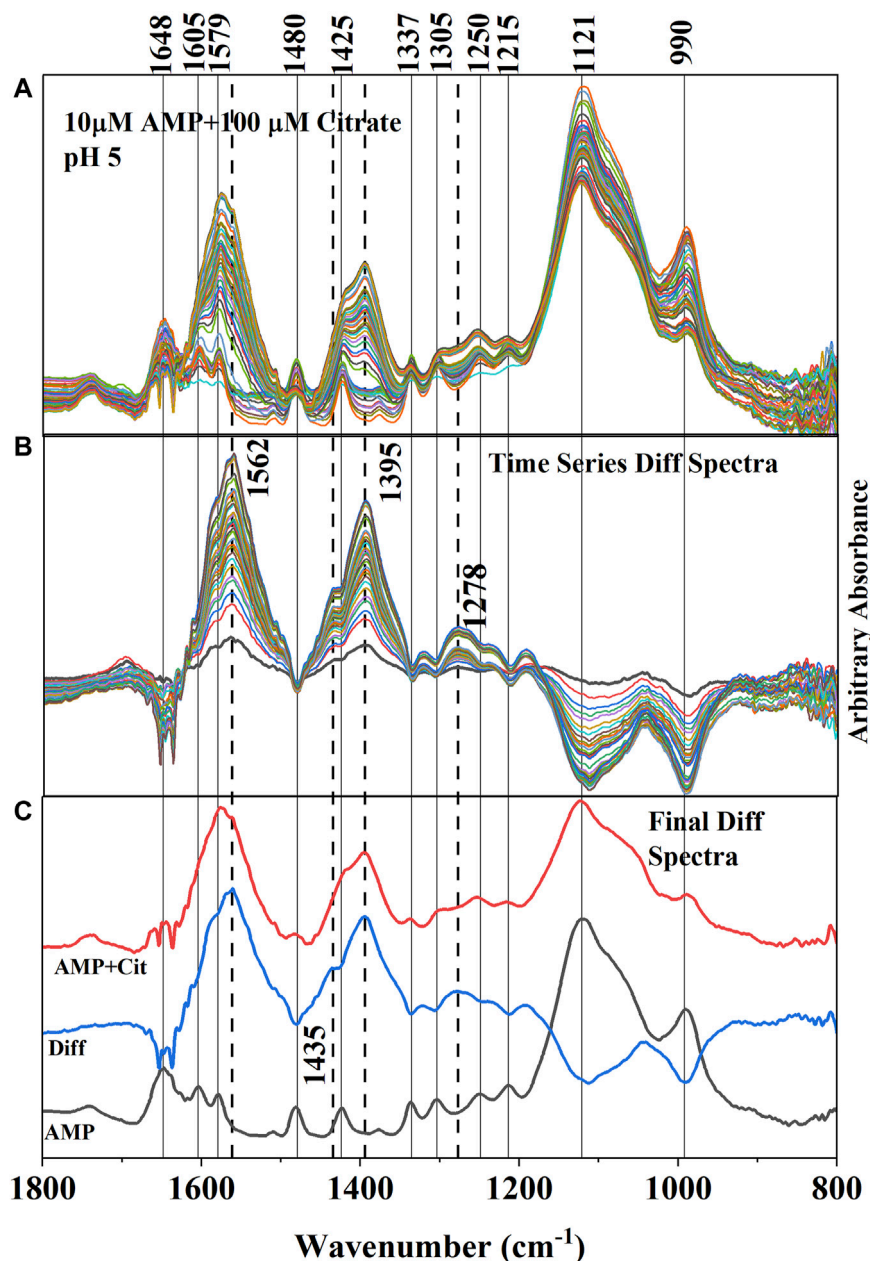 1648 1605 1579 1480 1425 1337 1305 1250 1215 1121 990
A
10μM AMP+100 μM Citrate
pH 5
B
Time Series Diff Spectra
1562 1395 1278
Arbitrary Absorbance
C
Final Diff
Spectra
AMP+Cit
Diff
1435
AMP
1800 1600 1400 1200 1000 800
Wavenumber (cm⁻¹)